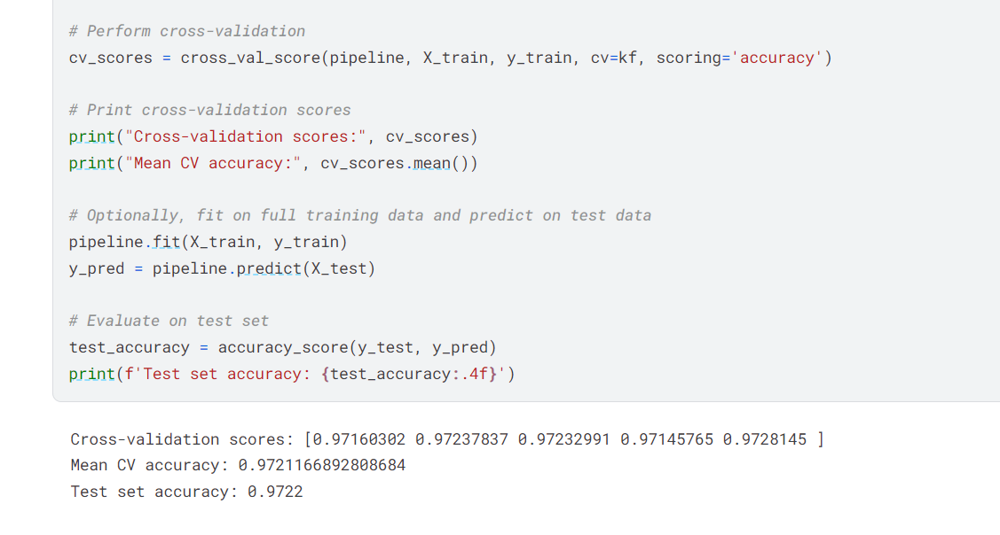 # Perform cross-validation
cv_scores = cross_val_score(pipeline, X_train, y_train, cv=kf, scoring='accuracy')
# Print cross-validation scores
print("Cross-validation scores:", cv_scores)
print("Mean CV accuracy:", cv_scores.mean())
# Optionally, fit on full training data and predict on test data
pipeline.fit(X_train, y_train)
y_pred = pipeline.predict(X_test)
# Evaluate on test set
test_accuracy = accuracy_score(y_test, y_pred)
print(f'Test set accuracy: {test_accuracy:.4f}')
Cross-validation scores: [0.97160302 0.97237837 0.97232991 0.97145765 0.9728145 ]
Mean CV accuracy: 0.9721166892808684
Test set accuracy: 0.9722